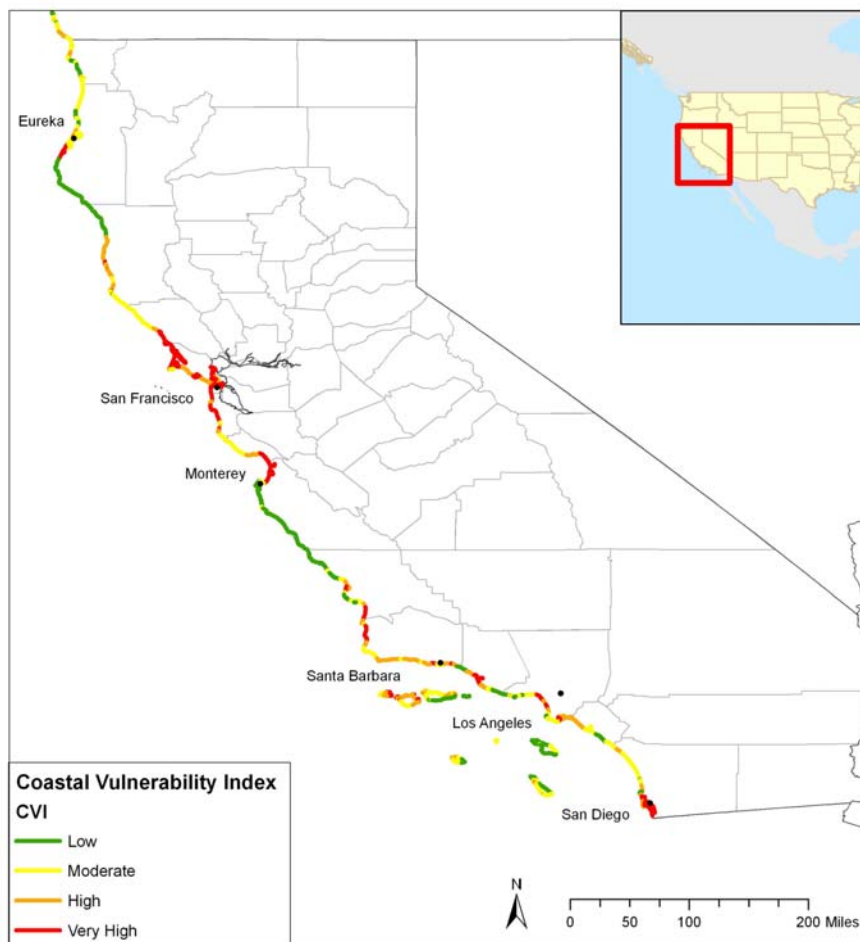 Eureka
San Francisco
Monterey
Santa Barbara
Los Angeles
San Diego
Coastal Vulnerability Index
CVI
Low
Moderate
High
Very High
N
0 50 100 200 Miles